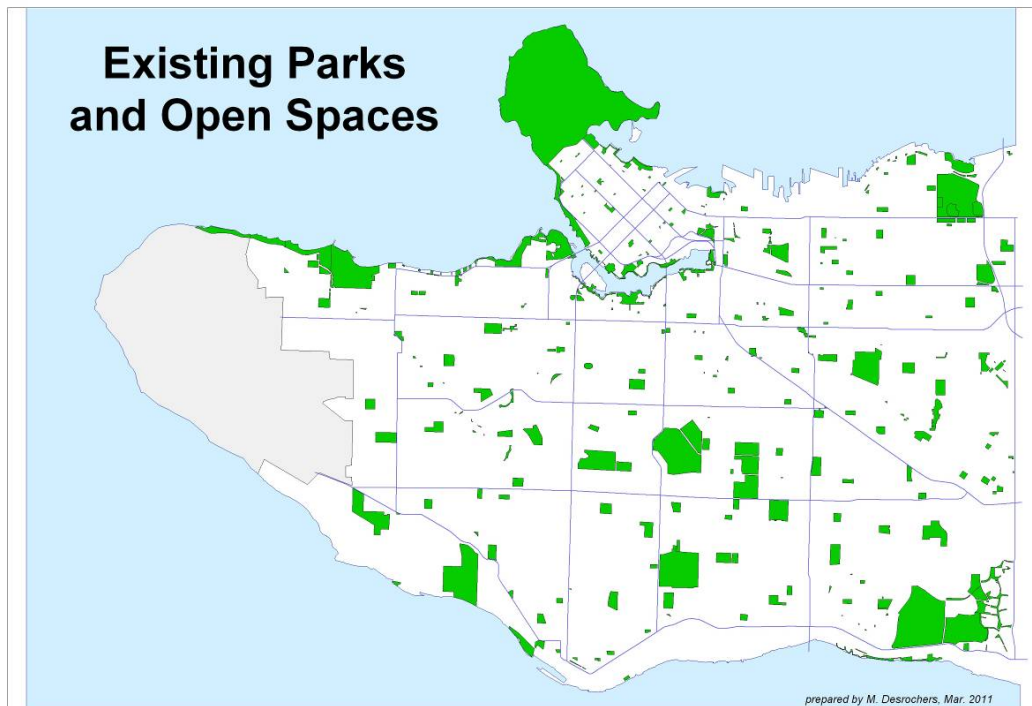 Existing Parks
and Open Spaces
prepared by M. Desrochers, Mar. 2011